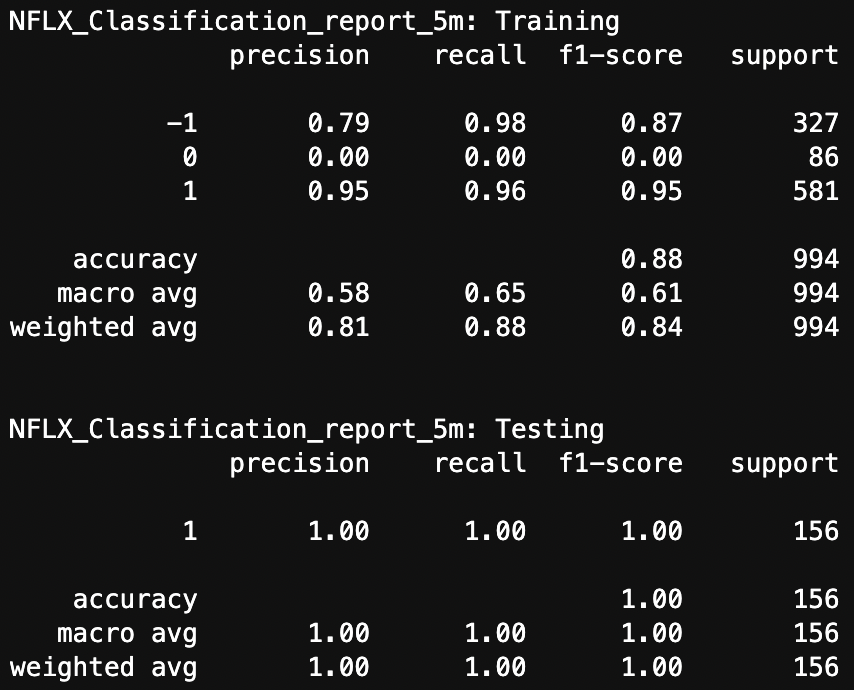 NFLX_Classification_report_5m: Training
precision recall f1-score support
-1 0.79 0.98 0.87 327
0 0.00 0.00 0.00 86
1 0.95 0.96 0.95 581
accuracy 0.88 994
macro avg 0.58 0.65 0.61 994
weighted avg 0.81 0.88 0.84 994
NFLX_Classification_report_5m: Testing
precision recall f1-score support
1 1.00 1.00 1.00 156
accuracy 1.00 156
macro avg 1.00 1.00 1.00 156
weighted avg 1.00 1.00 1.00 156